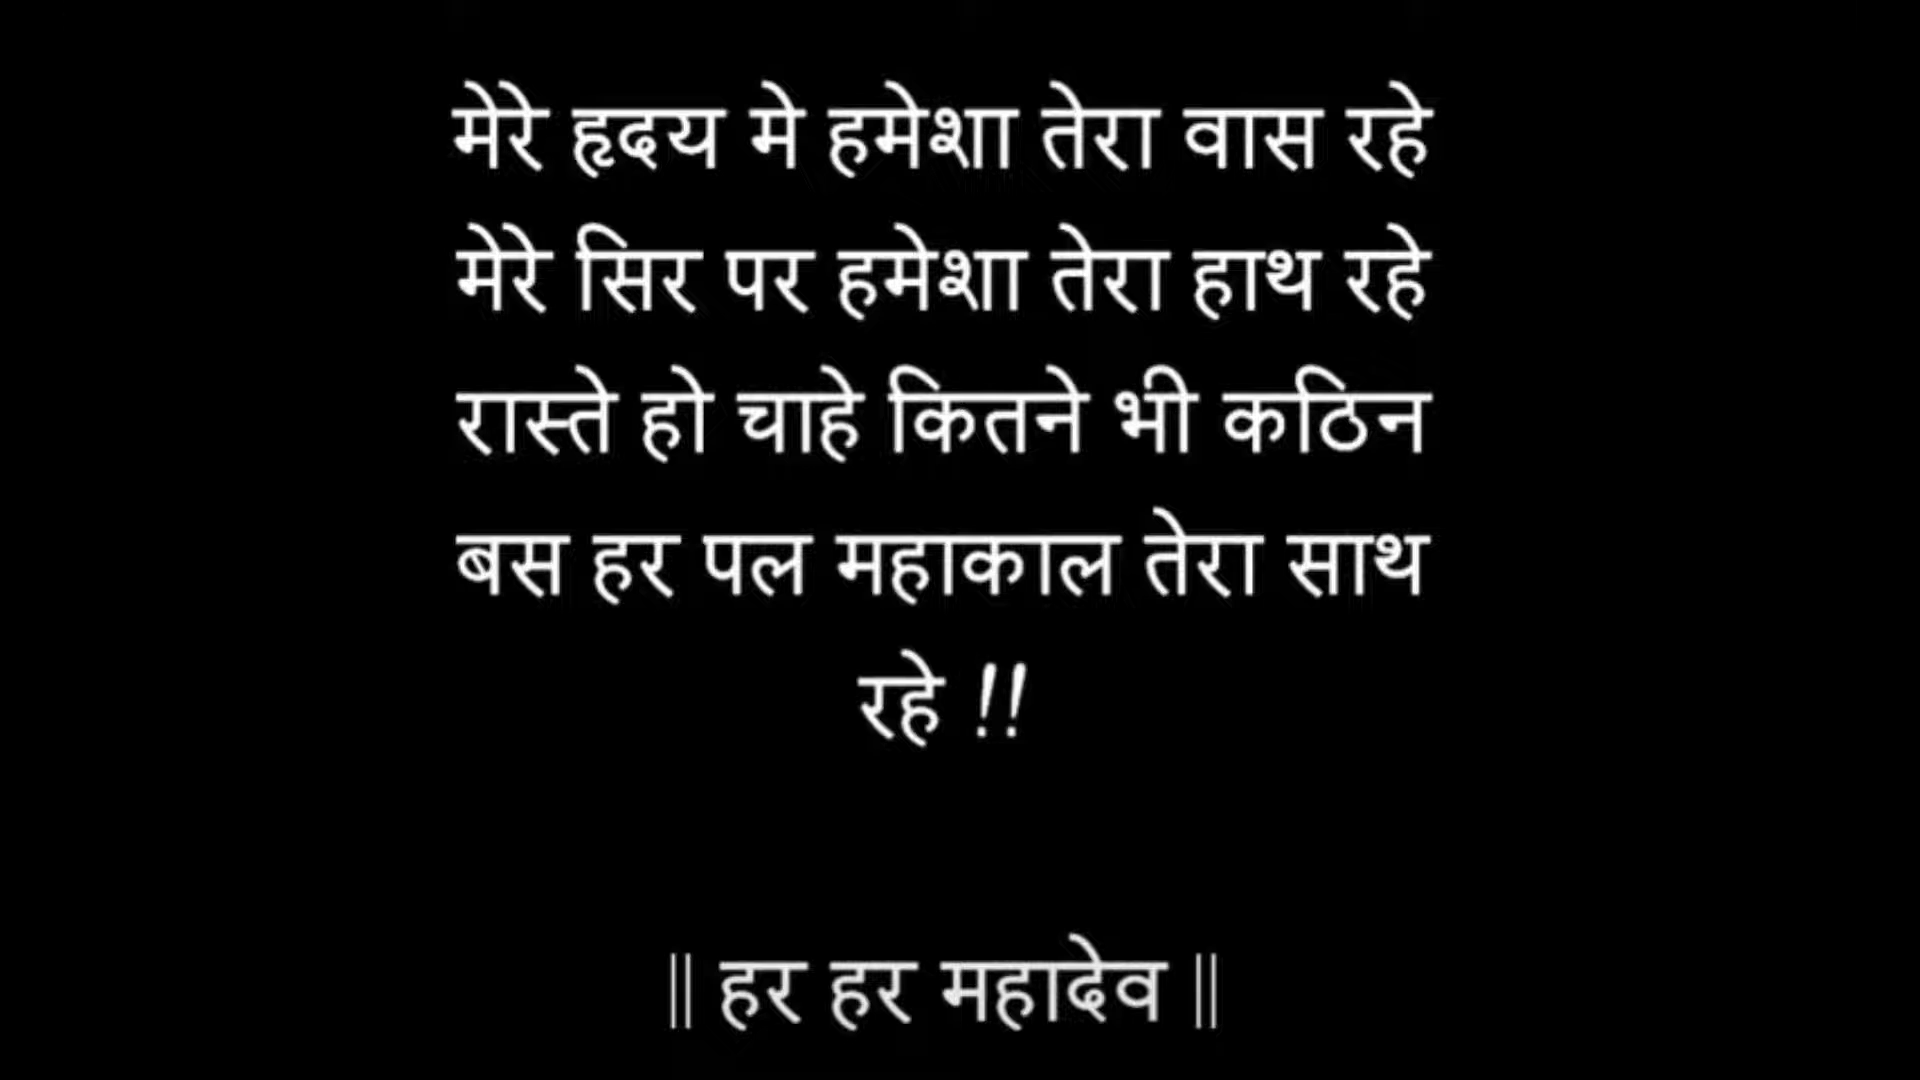 मेरे हृदय मे हमेशा तेरा वास रहे
मेरे सिर पर हमेशा तेरा हाथ रहे
रास्ते हो चाहे कितने भी कठिन
बस हर पल महाकाल तेरा साथ
रहे !!
|| हर हर महादेव ||